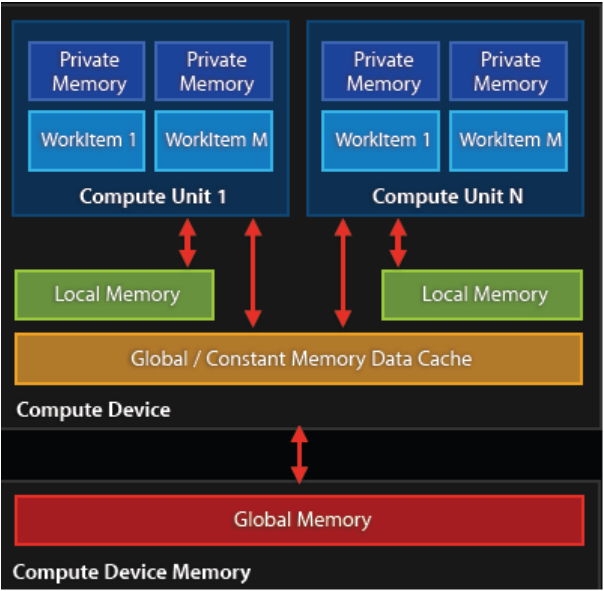 Private Memory
Private Memory
Private Memory
Private Memory
WorkItem 1
WorkItem M
WorkItem 1
WorkItem M
Compute Unit 1
Compute Unit N
Local Memory
Local Memory
Global / Constant Memory Data Cache
Compute Device
Global Memory
Compute Device Memory